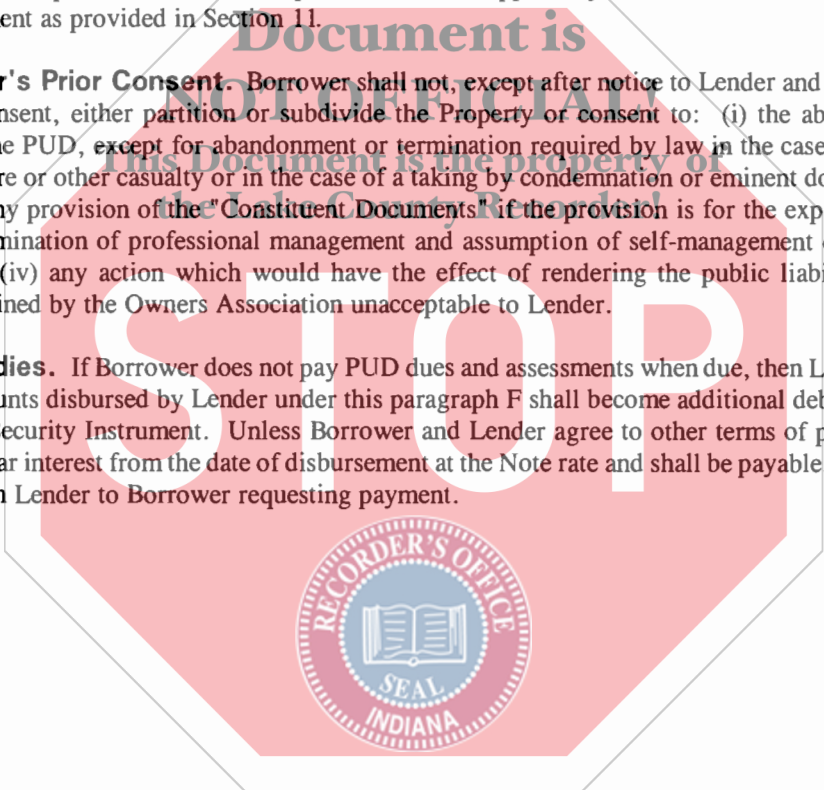 ent as provided in Section 11.
Document is
r's Prior Consent. Borrower shall not, except after notice to Lender and
NOT OFFICIAL!
nsent, either partition or subdivide the Property or consent to: (i) the ab
e PUD, except for abandonment or termination required by law in the case
This Document is the property of
re or other casualty or in the case of a taking by condemnation or eminent do
the Lake County Recorder!
ny provision of the "Constituent Documents" if the provision is for the exp
nination of professional management and assumption of self-management
(iv) any action which would have the effect of rendering the public liabi
ined by the Owners Association unacceptable to Lender.
STOP
dies. If Borrower does not pay PUD dues and assessments when due, then L
unts disbursed by Lender under this paragraph F shall become additional deb
ecurity Instrument. Unless Borrower and Lender agree to other terms of p
ar interest from the date of disbursement at the Note rate and shall be payable
n Lender to Borrower requesting payment.
RECORDER'S OFFICE
SEAL
INDIANA